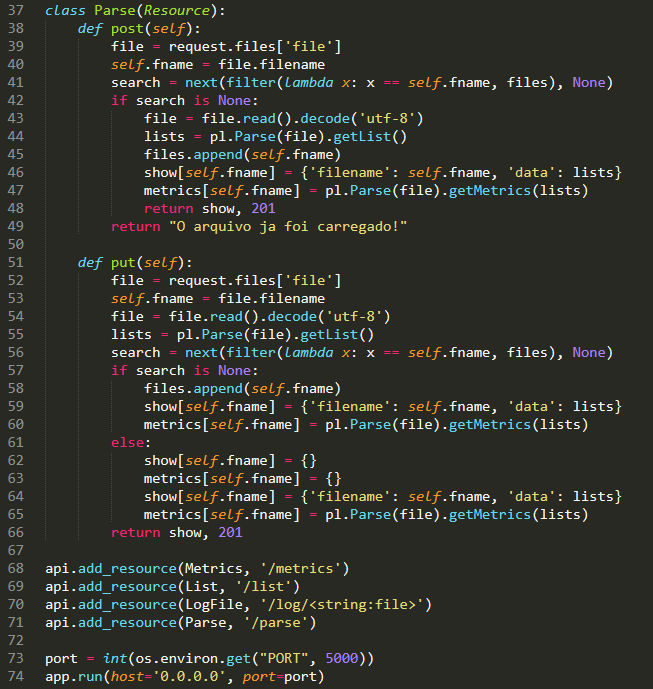 37 class Parse(Resource):
38     def post(self):
39         file = request.files['file']
40         self.fname = file.filename
41         search = next(filter(lambda x: x == self.fname, files), None)
42         if search is None:
43             file = file.read().decode('utf-8')
44             lists = pl.Parse(file).getList()
45             files.append(self.fname)
46             show[self.fname] = {'filename': self.fname, 'data': lists}
47             metrics[self.fname] = pl.Parse(file).getMetrics(lists)
48             return show, 201
49         return "O arquivo ja foi carregado!"
50
51     def put(self):
52         file = request.files['file']
53         self.fname = file.filename
54         file = file.read().decode('utf-8')
55         lists = pl.Parse(file).getList()
56         search = next(filter(lambda x: x == self.fname, files), None)
57         if search is None:
58             files.append(self.fname)
59             show[self.fname] = {'filename': self.fname, 'data': lists}
60             metrics[self.fname] = pl.Parse(file).getMetrics(lists)
61         else:
62             show[self.fname] = {}
63             metrics[self.fname] = {}
64             show[self.fname] = {'filename': self.fname, 'data': lists}
65             metrics[self.fname] = pl.Parse(file).getMetrics(lists)
66         return show, 201
67
68 api.add_resource(Metrics, '/metrics')
69 api.add_resource(List, '/list')
70 api.add_resource(LogFile, '/log/<string:file>')
71 api.add_resource(Parse, '/parse')
72
73 port = int(os.environ.get("PORT", 5000))
74 app.run(host='0.0.0.0', port=port)